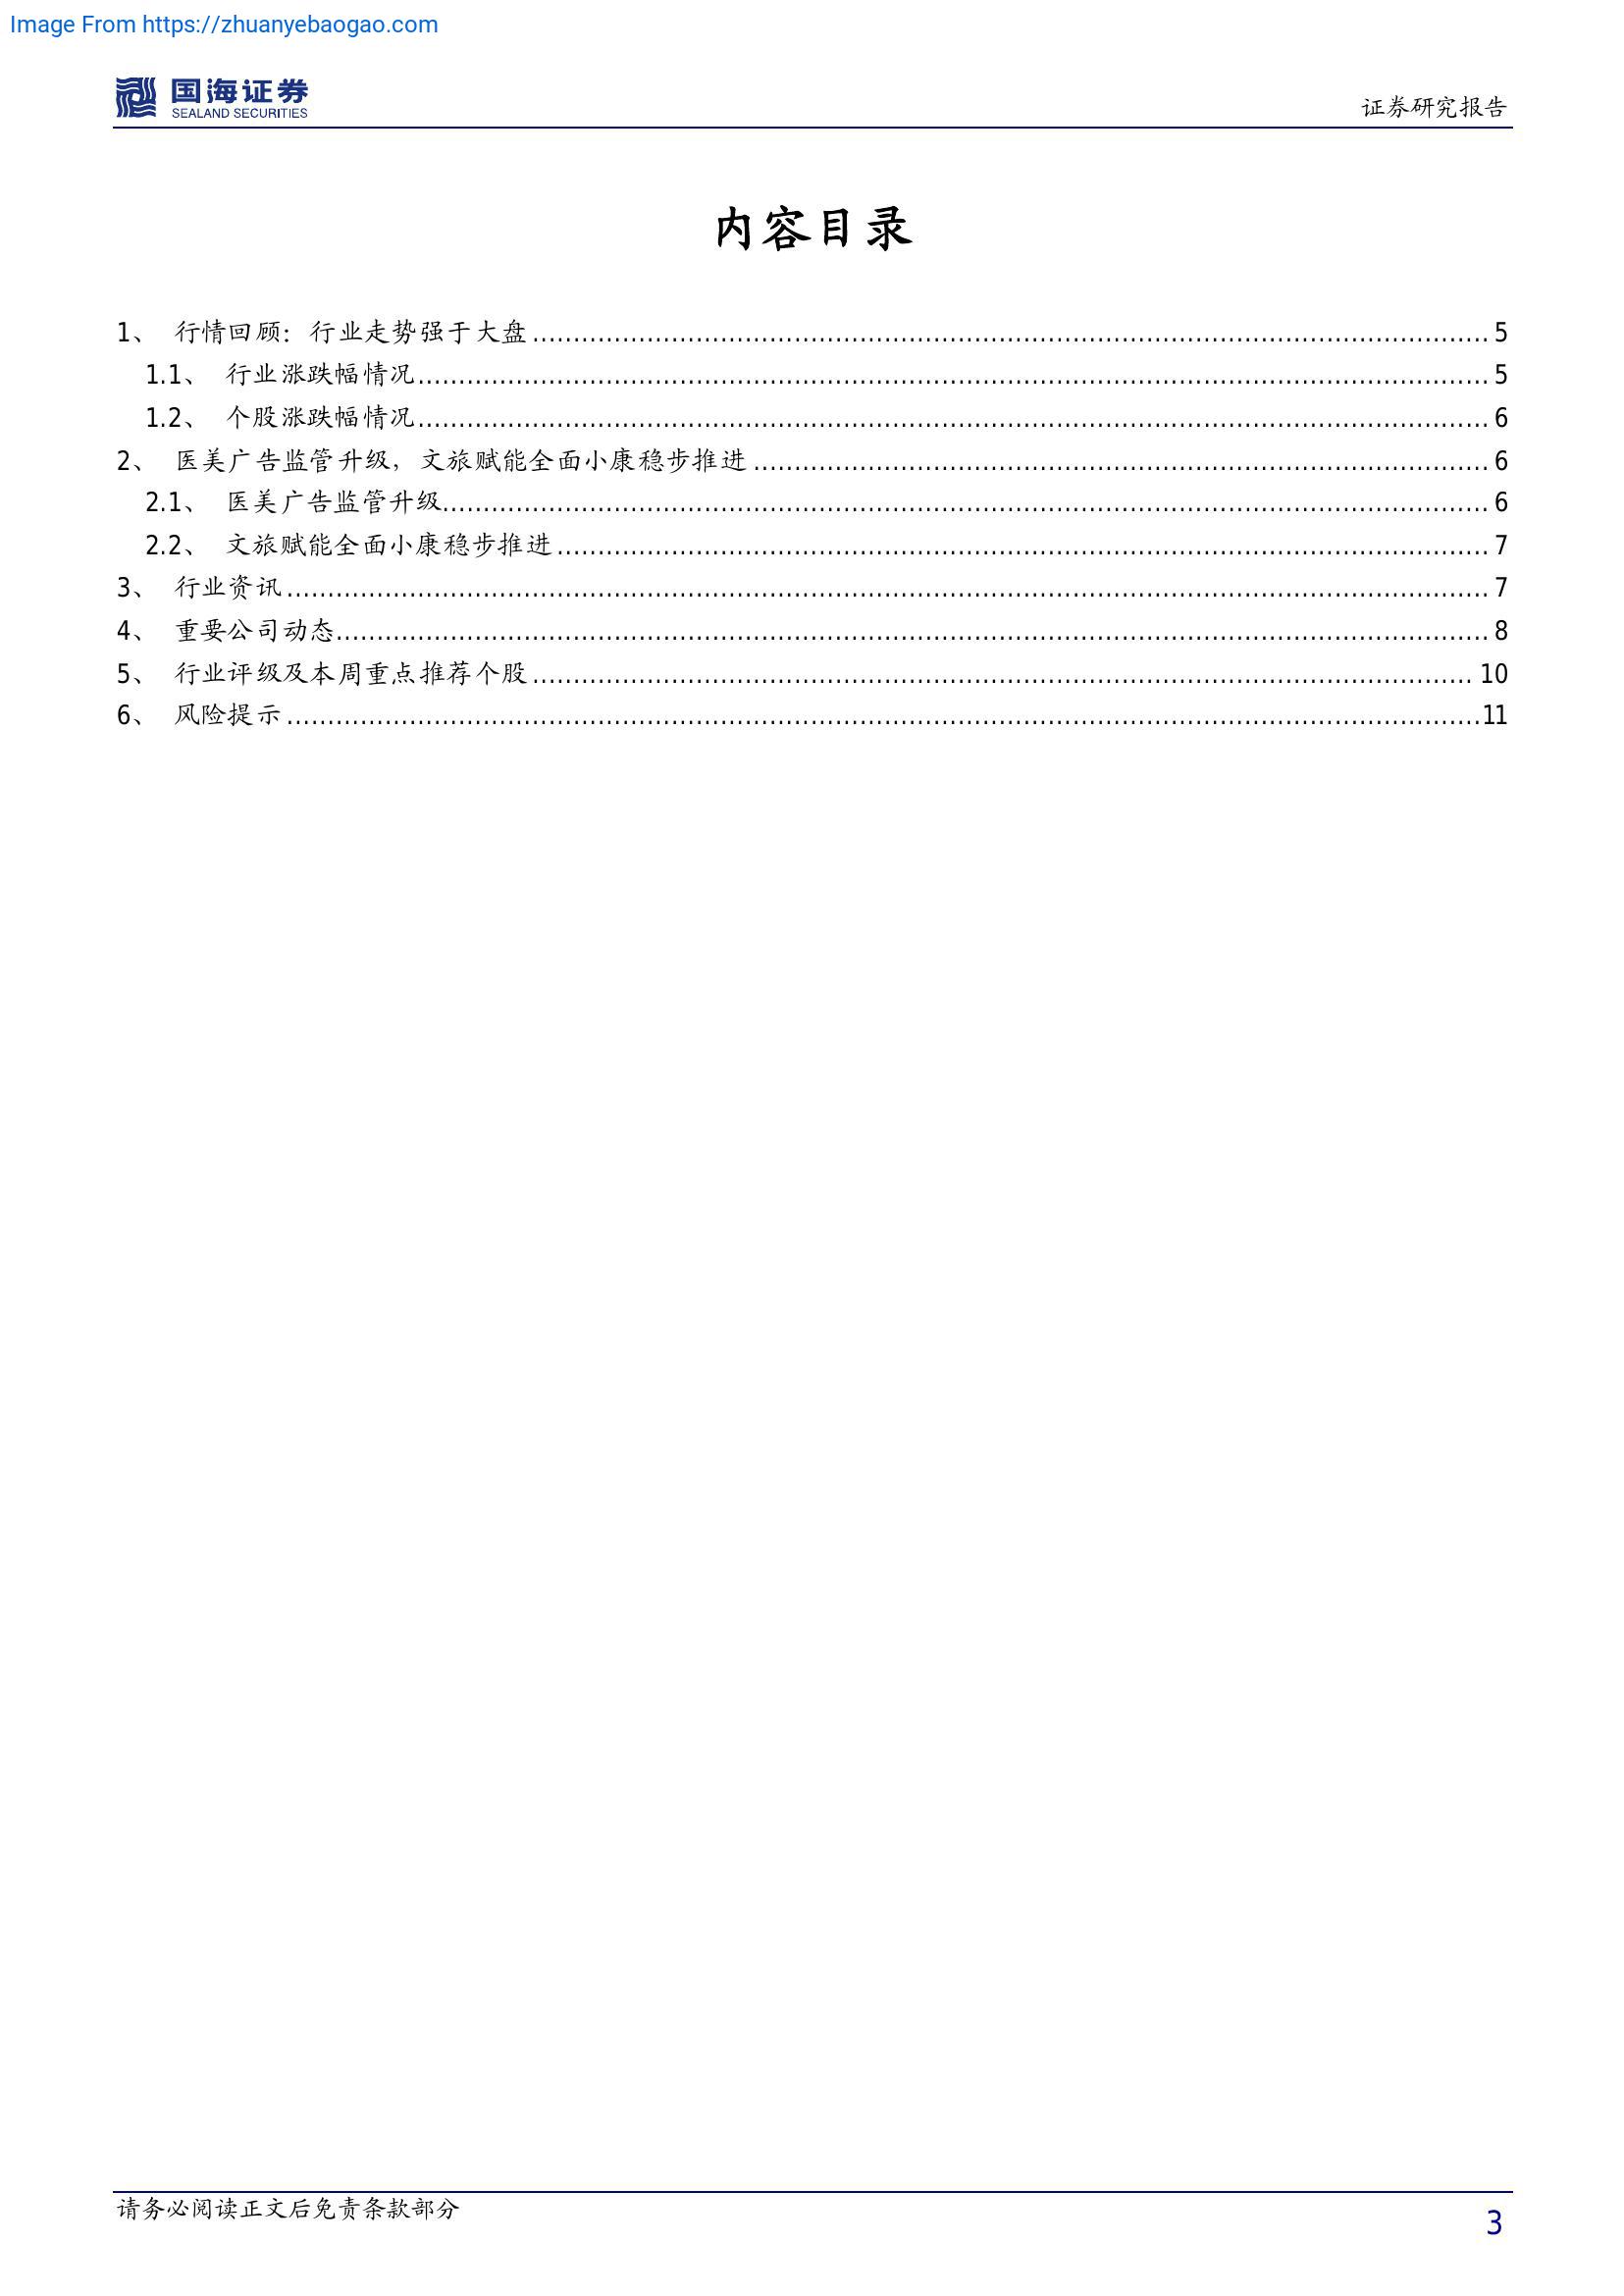 Image From https://zhuanyebaogao.com
国海证券
SEALAND SECURITIES
证券研究报告
内容目录
1、 行情回顾：行业走势强于大盘 5
1.1、 行业涨跌幅情况 5
1.2、 个股涨跌幅情况 6
2、 医美广告监管升级，文旅赋能全面小康稳步推进 6
2.1、 医美广告监管升级 6
2.2、 文旅赋能全面小康稳步推进 7
3、 行业资讯 7
4、 重要公司动态 8
5、 行业评级及本周重点推荐个股 10
6、 风险提示 11
请务必阅读正文后免责条款部分
3